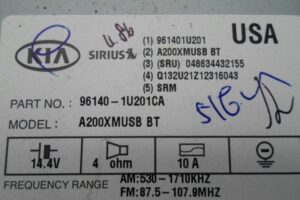 KIA SIRIUS
USA
(1) 961401U201
(2) A200XMUSB BT
(3) (SRU) 048634432155
(4) Q132U21Z12316043
(5) SRM
PART NO. : 96140-1U201CA
MODEL : A200XMUSB BT
14.4V 4 ohm 10 A
FREQUENCY RANGE AM:530-1710KHZ
FM:87.5-107.9MHZ